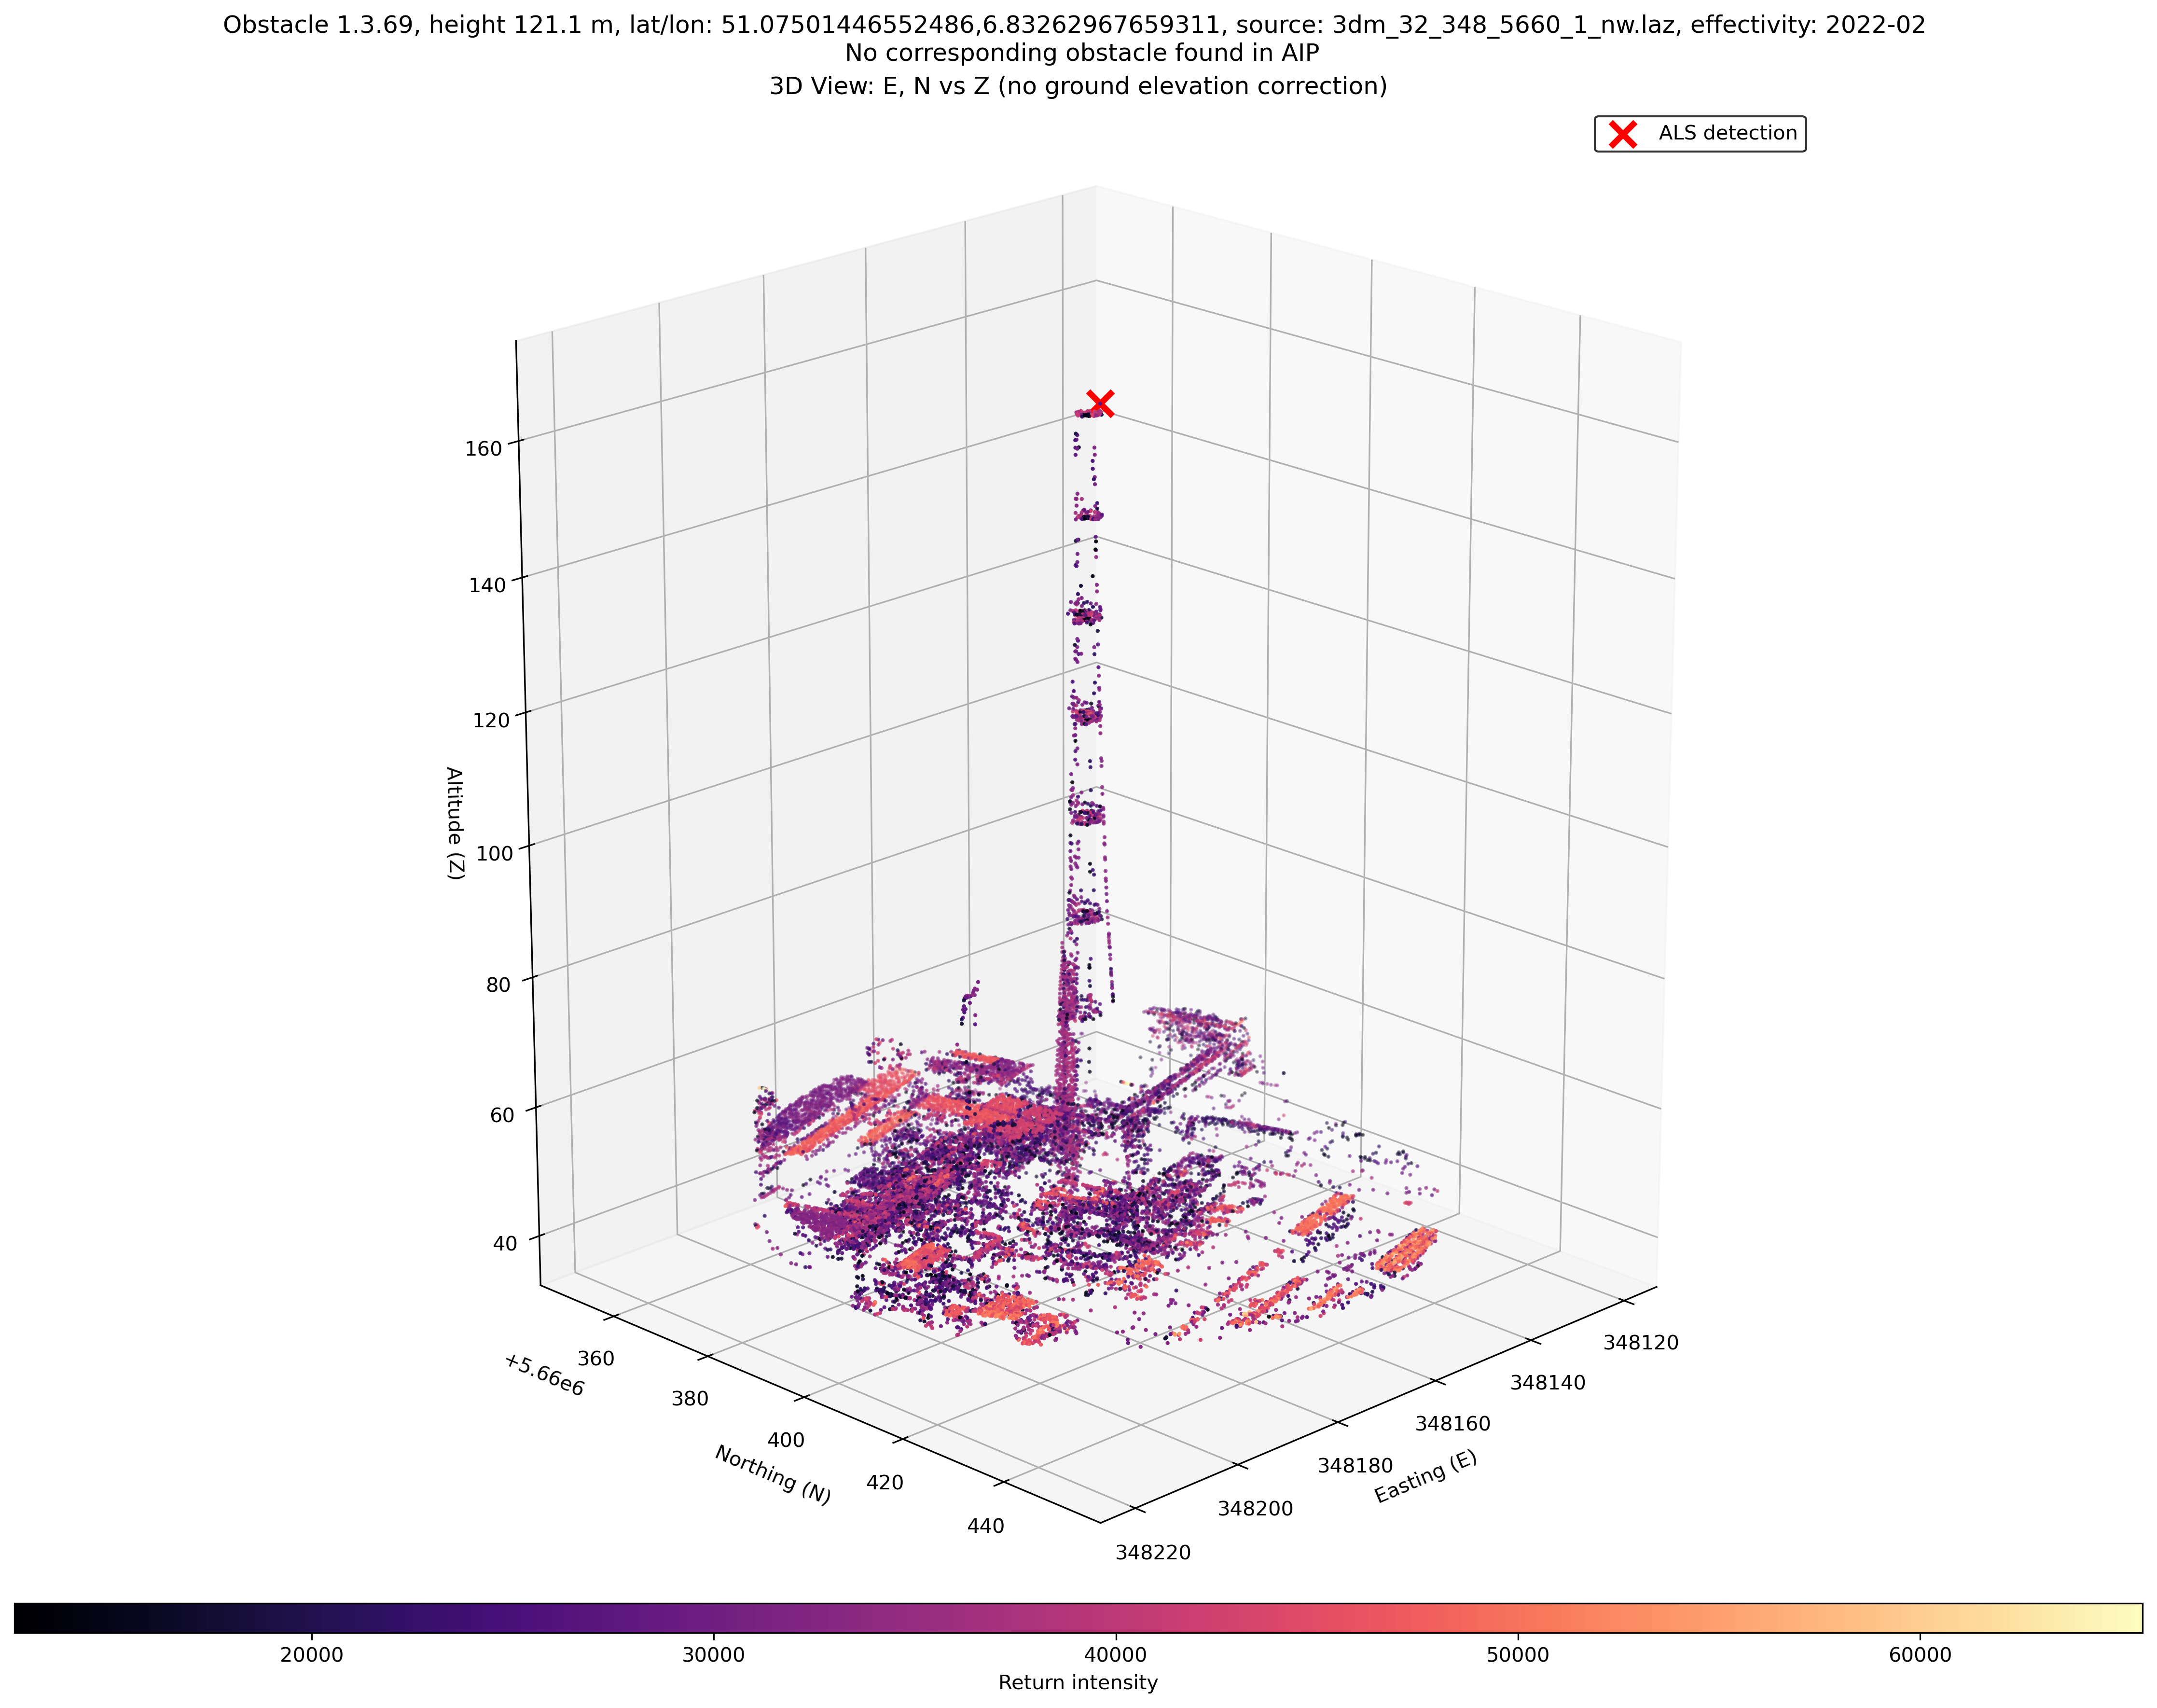 Obstacle 1.3.69, height 121.1 m, lat/lon: 51.07501446552486,6.83262967659311, source: 3dm_32_348_5660_1_nw.laz, effectivity: 2022-02
No corresponding obstacle found in AIP
3D View: E, N vs Z (no ground elevation correction)
ALS detection
160
140
120
100
80
60
40
Altitude (Z)
+5.66e6
360
380
400
420
440
Northing (N)
348120
348140
348160
348180
348200
348220
Easting (E)
20000
30000
40000
50000
60000
Return intensity